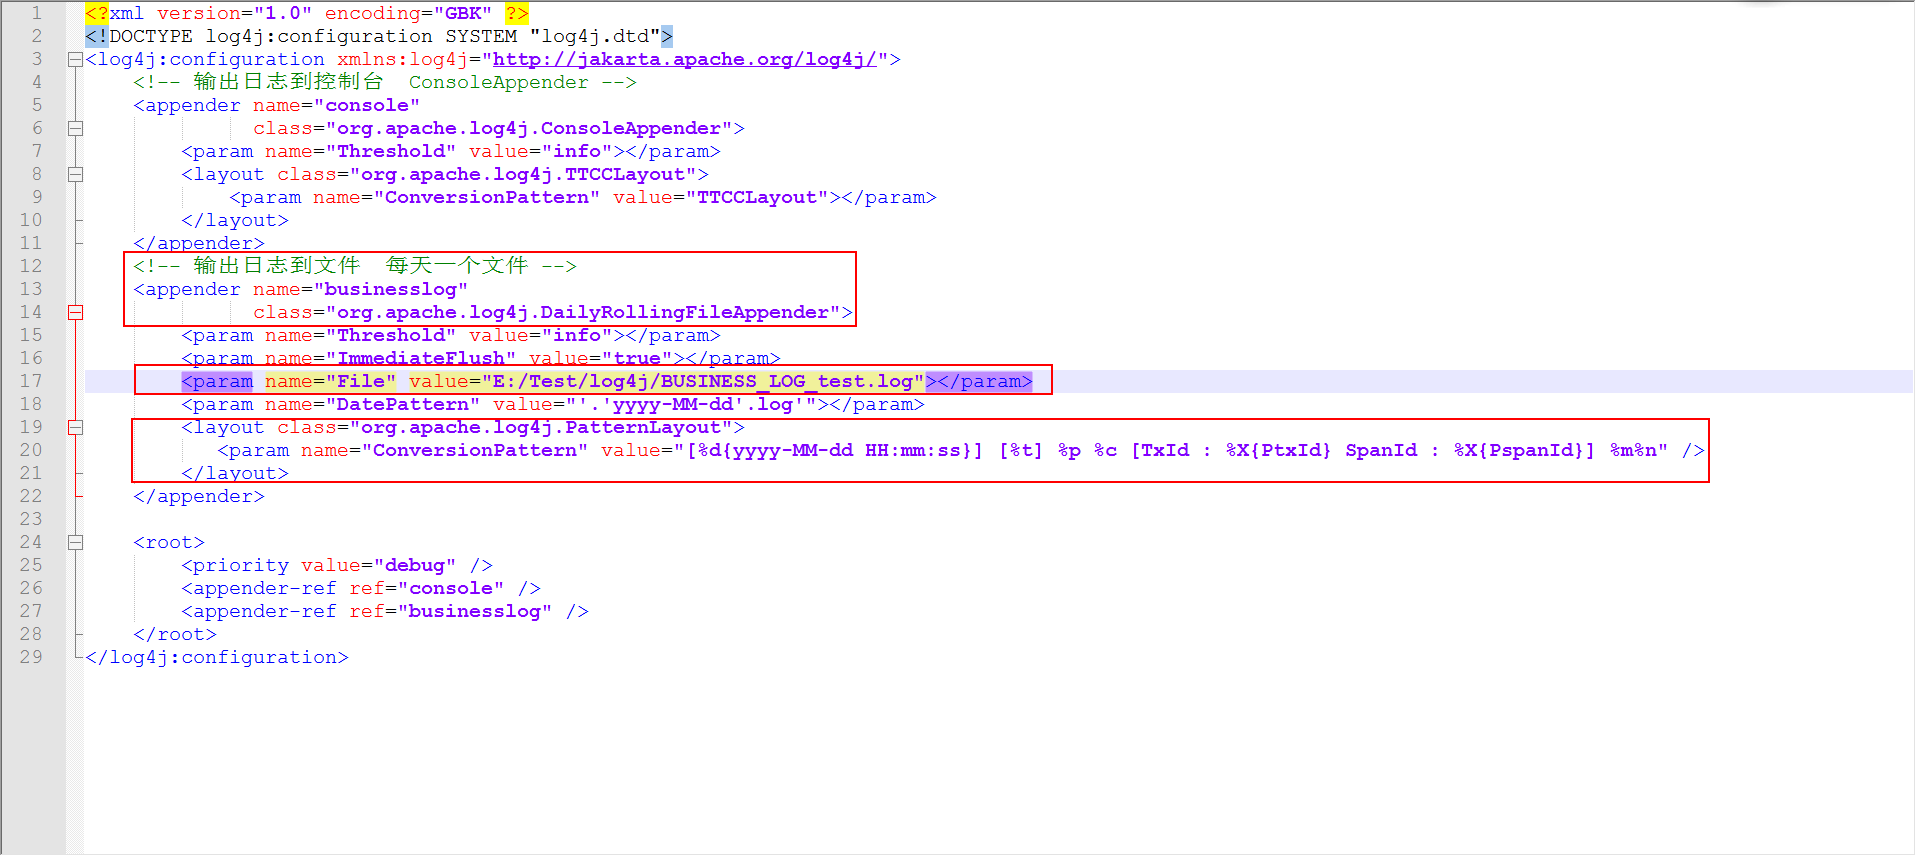 1 <?xml version="1.0" encoding="GBK" ?>
2 <!DOCTYPE log4j:configuration SYSTEM "log4j.dtd">
3 <log4j:configuration xmlns:log4j="http://jakarta.apache.org/log4j/">
4     <!-- 输出日志到控制台  ConsoleAppender -->
5     <appender name="console"
6               class="org.apache.log4j.ConsoleAppender">
7         <param name="Threshold" value="info"></param>
8         <layout class="org.apache.log4j.TTCCLayout">
9             <param name="ConversionPattern" value="TTCCLayout"></param>
10         </layout>
11     </appender>
12     <!-- 输出日志到文件  每天一个文件 -->
13     <appender name="businesslog"
14               class="org.apache.log4j.DailyRollingFileAppender">
15         <param name="Threshold" value="info"></param>
16         <param name="ImmediateFlush" value="true"></param>
17         <param name="File" value="E:/Test/log4j/BUSINESS_LOG_test.log"></param>
18         <param name="DatePattern" value="'.'yyyy-MM-dd'.log'"></param>
19         <layout class="org.apache.log4j.PatternLayout">
20            <param name="ConversionPattern" value="[%d{yyyy-MM-dd HH:mm:ss}] [%t] %p %c [TxId : %X{PtxId} SpanId : %X{PspanId}] %m%n" />
21         </layout>
22     </appender>
23
24     <root>
25         <priority value="debug" />
26         <appender-ref ref="console" />
27         <appender-ref ref="businesslog" />
28     </root>
29 </log4j:configuration>